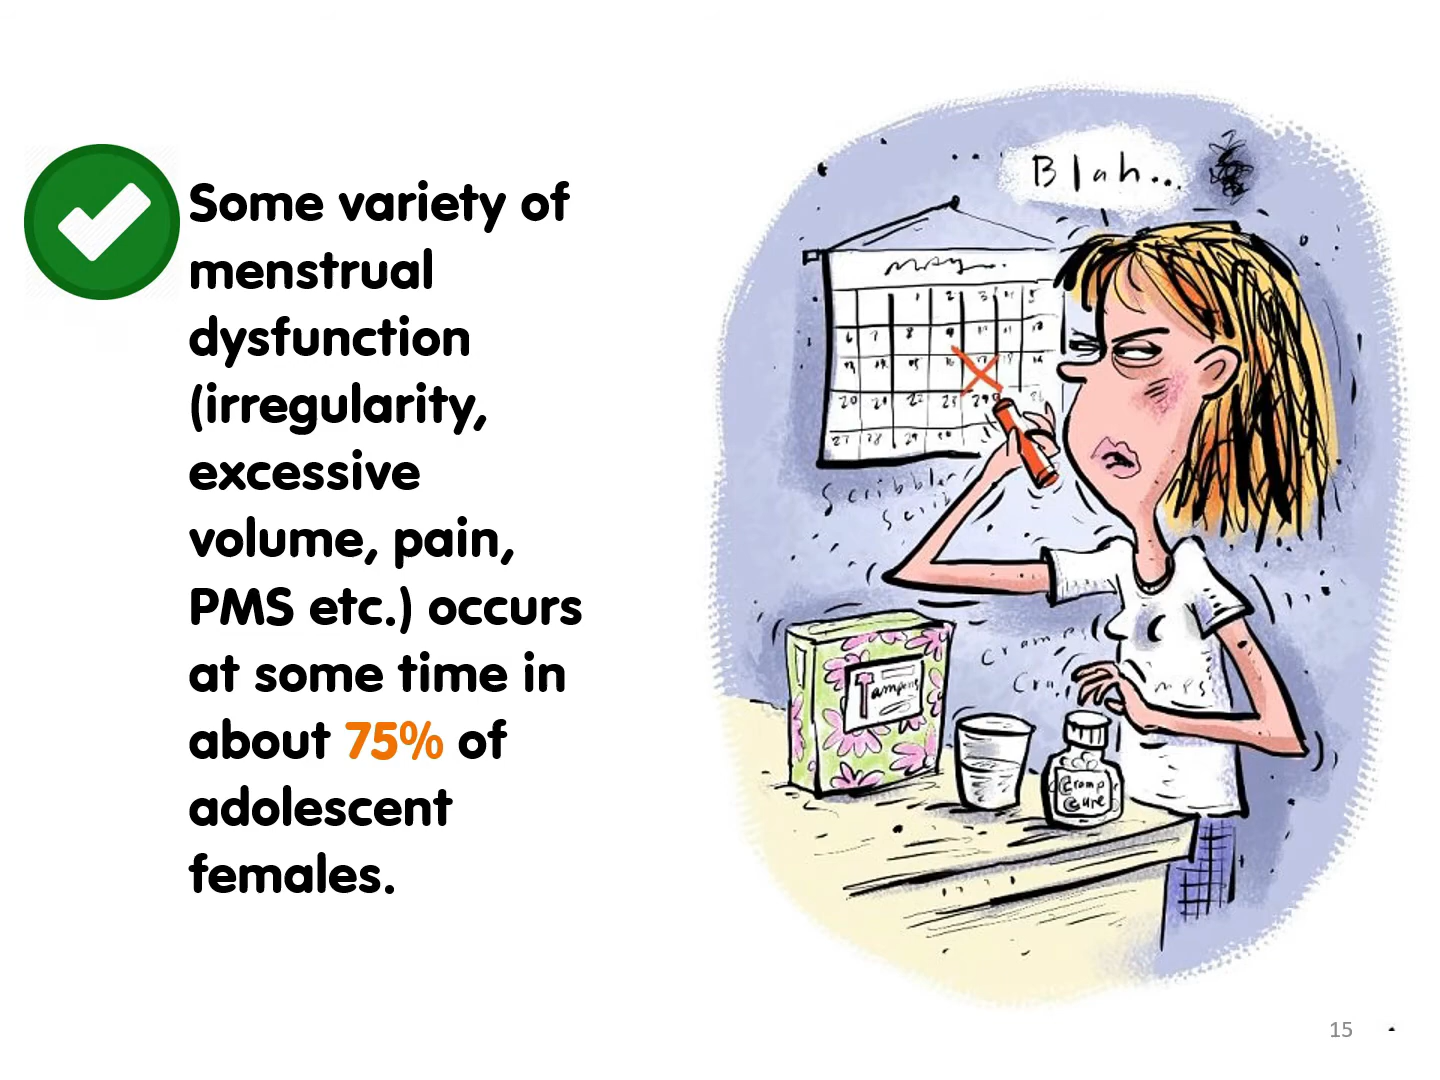 Some variety of
menstrual
dysfunction
(irregularity,
excessive
volume, pain,
PMS etc.) occurs
at some time in
about 75% of
adolescent
females.
Blah...
May
Scribble
Cramps
Tampons
Cramp
Cure
15